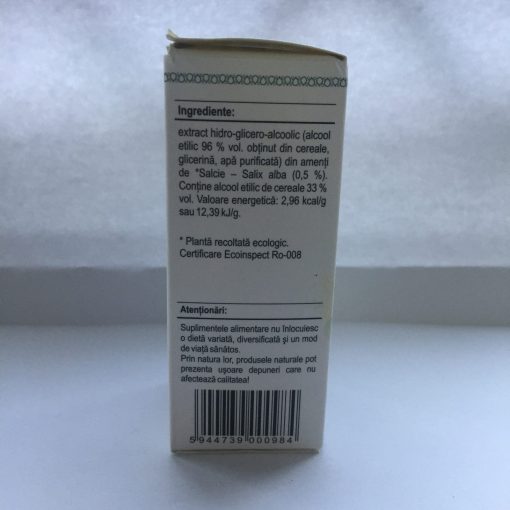 Ingrediente:
extract hidro-glicero-alcoolic (alcool
etilic 96 % vol. obținut din cereale,
glicerină, apă purificată) din amenți
de *Salcie – Salix alba (0,5 %).
Conține alcool etilic de cereale 33 %
vol. Valoare energetică: 2,96 kcal/g
sau 12,39 kJ/g.
* Plantă recoltată ecologic.
Certificare Ecoinspect Ro-008
Atenționări:
Suplimentele alimentare nu înlocuiesc
o dietă variată, diversificată și un mod
de viață sănătos.
Prin natura lor, produsele naturale pot
prezenta ușoare depuneri care nu
afectează calitatea!
5944739000984